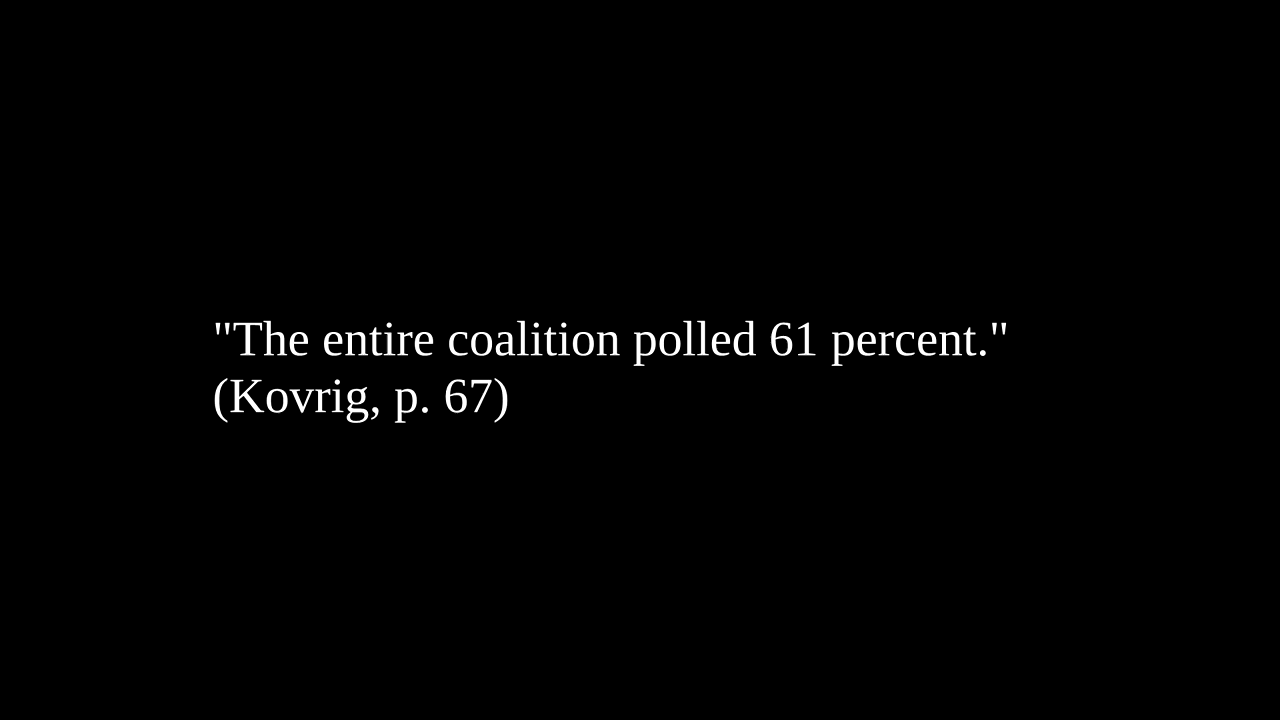 "The entire coalition polled 61 percent."
(Kovrig, p. 67)